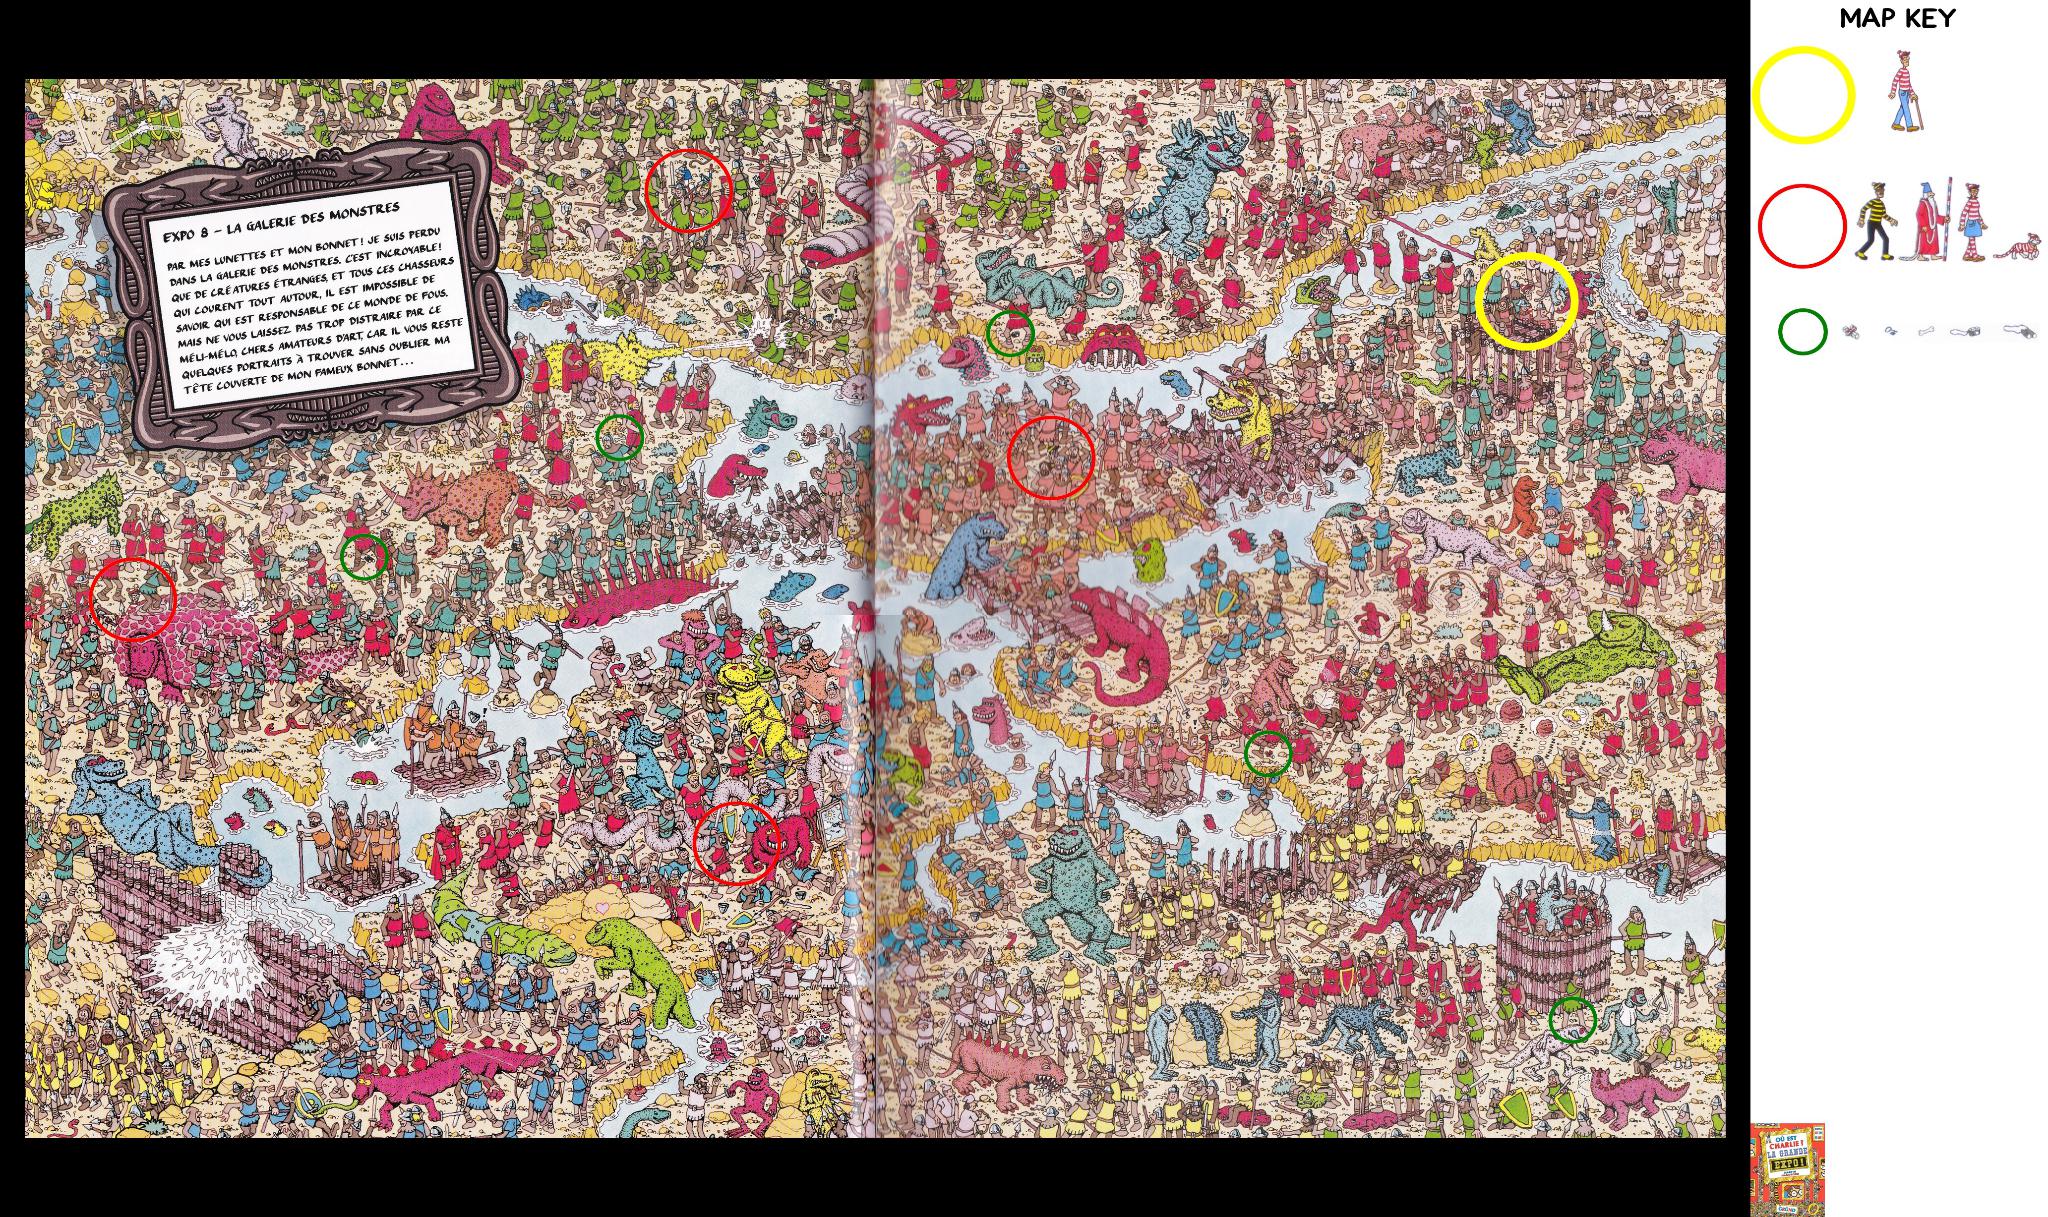 MAP KEY
EXPO 8 – LA GALERIE DES MONSTRES
PAR MES LUNETTES ET MON BONNET ! JE SUIS PERDU
DANS LA GALERIE DES MONSTRES. C'EST INCROYABLE !
QUE DE CRÉATURES ÉTRANGES, ET TOUS CES CHASSEURS
QUI COURENT TOUT AUTOUR, IL EST IMPOSSIBLE DE
SAVOIR QUI EST RESPONSABLE DE CE MONDE DE FOUS.
MAIS NE VOUS LAISSEZ PAS TROP DISTRAIRE PAR CE
MÉLI-MÉLO, CHERS AMATEURS D'ART, CAR IL VOUS RESTE
QUELQUES PORTRAITS À TROUVER SANS OUBLIER MA
TÊTE COUVERTE DE MON FAMEUX BONNET...
OÙ EST
CHARLIE ?
LA GRANDE
EXPO !